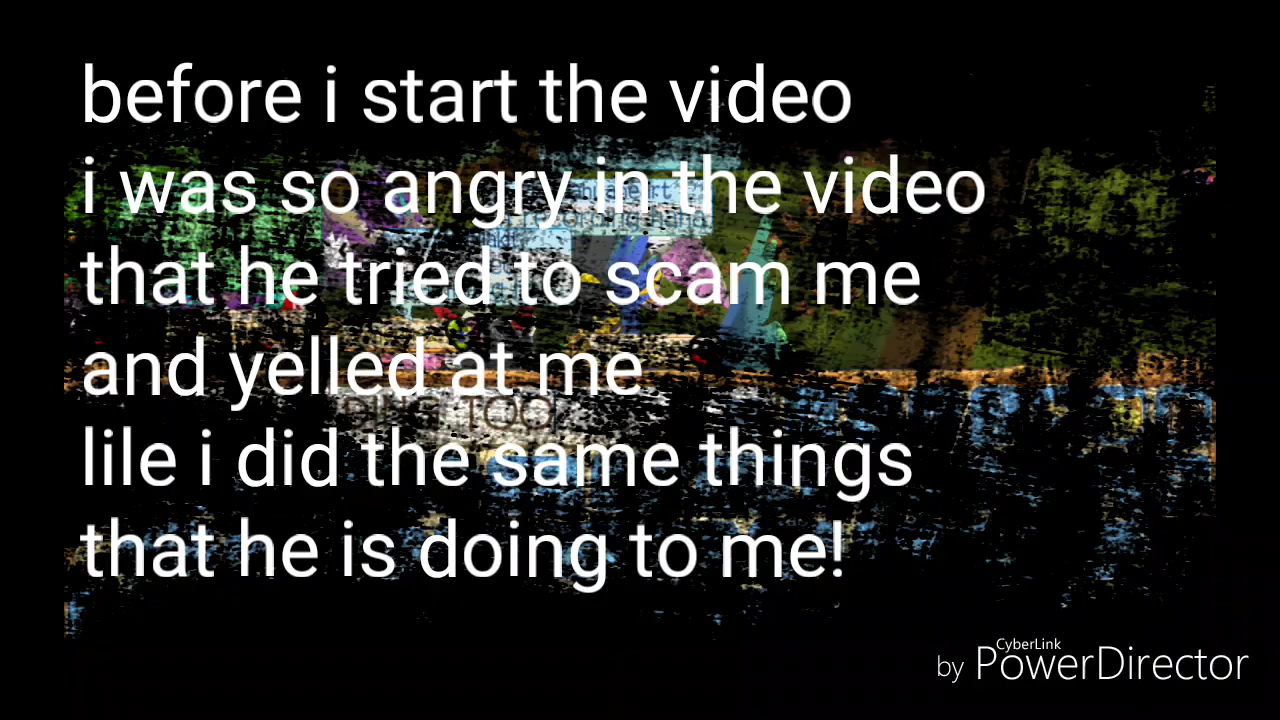 before i start the video
i was so angry in the video
that he tried to scam me
and yelled at me
TOO
lile i did the same things
that he is doing to me!
CyberLink
by PowerDirector